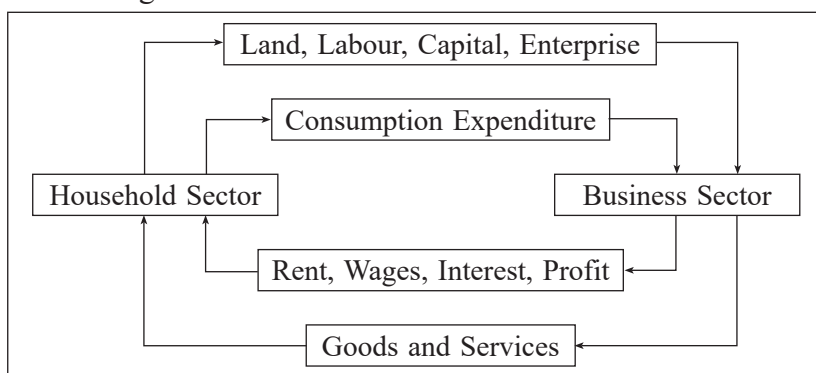 Land, Labour, Capital, Enterprise
Consumption Expenditure
Household Sector
Business Sector
Rent, Wages, Interest, Profit
Goods and Services